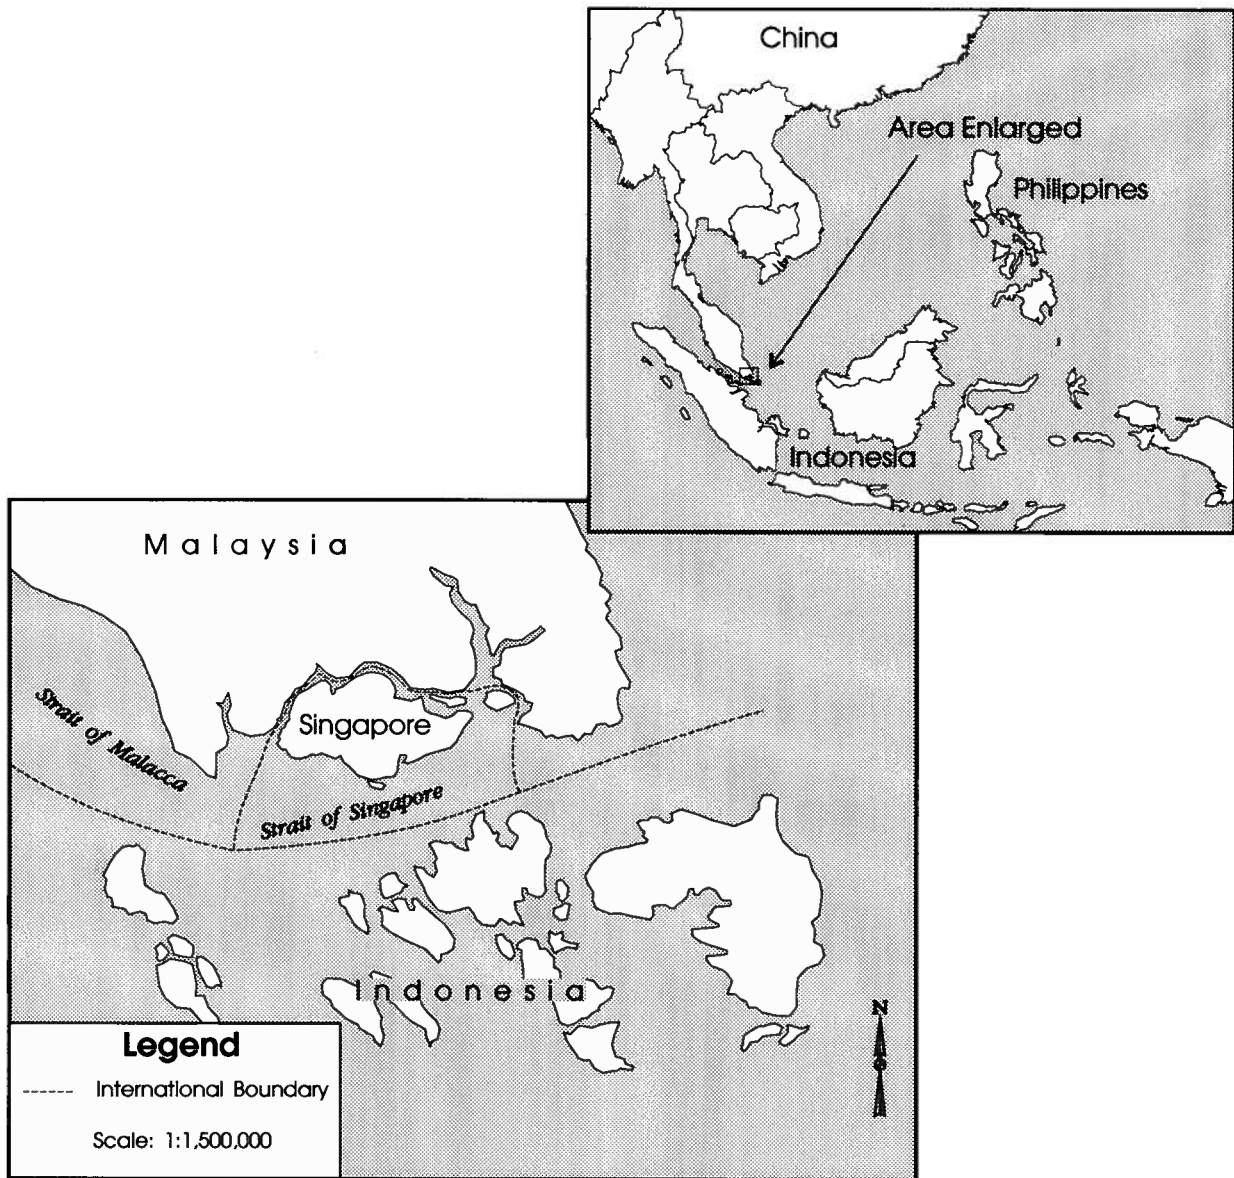 China
Area Enlarged
Philippines
Indonesia
Malaysia
Strait of Malacca
Singapore
Strait of Singapore
Indonesia
N
Legend
International Boundary
Scale: 1:1,500,000